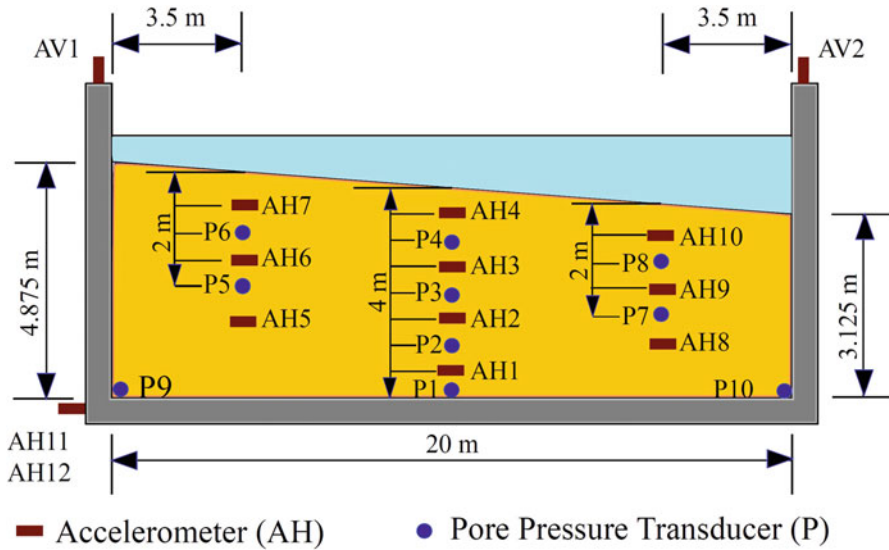 3.5 m 3.5 m
AV1 AV2
AH7 AH4
P6 P4 AH10
2 m AH6 AH3 2 m P8
P5 P3 AH9
4.875 m AH5 4 m AH2 P7 3.125 m
P2 AH8
AH1
P9 P1 P10
AH11 20 m
AH12
Accelerometer (AH) Pore Pressure Transducer (P)